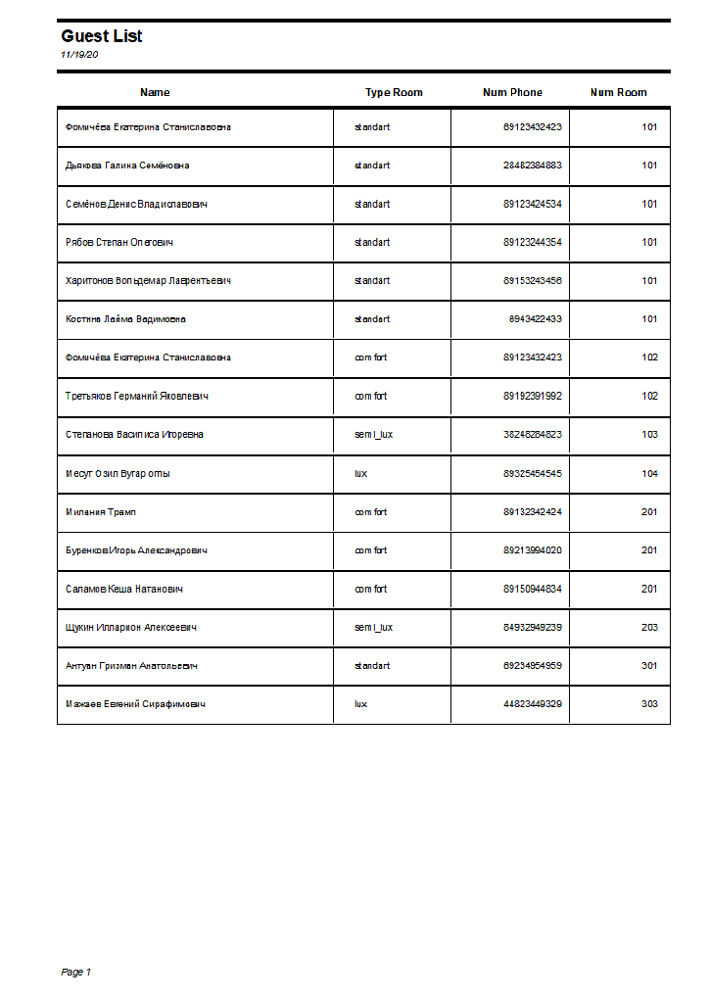 Guest List
11/19/20
Name Type Room Num Phone Num Room
Фомичёва Екатерина Станиславовна standart 89123432423 101
Дьякова Галина Семёновна standart 28482384883 101
Семёнов Денис Владиславович standart 89123424534 101
Рябов Степан Олегович standart 89123244354 101
Харитонов Вольдемар Лаврентьевич standart 89153243456 101
Костина Лайма Вадимовна standart 8943422433 101
Фомичёва Екатерина Станиславовна comfort 89123432423 102
Третьяков Германий Яковлевич comfort 89192391992 102
Степанова Василиса Игоревна semi_lux 38248284823 103
Месут Озил Вугар оглы lux 89325454545 104
Милания Трамп comfort 89132342424 201
Буренков Игорь Александрович comfort 89213994020 201
Саламов Кеша Натанович comfort 89150944834 201
Щукин Илларион Алексеевич semi_lux 84932949239 203
Антуан Гризман Анатольевич standart 89234954959 301
Мажаев Евгений Сирафимович lux 44823449329 303
Page 1